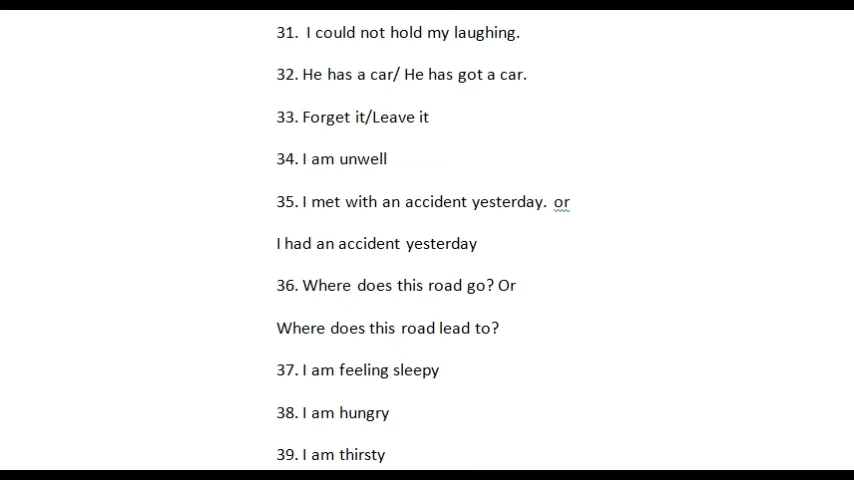 31. I could not hold my laughing.
32. He has a car/ He has got a car.
33. Forget it/Leave it
34. I am unwell
35. I met with an accident yesterday. or
I had an accident yesterday
36. Where does this road go? Or
Where does this road lead to?
37. I am feeling sleepy
38. I am hungry
39. I am thirsty